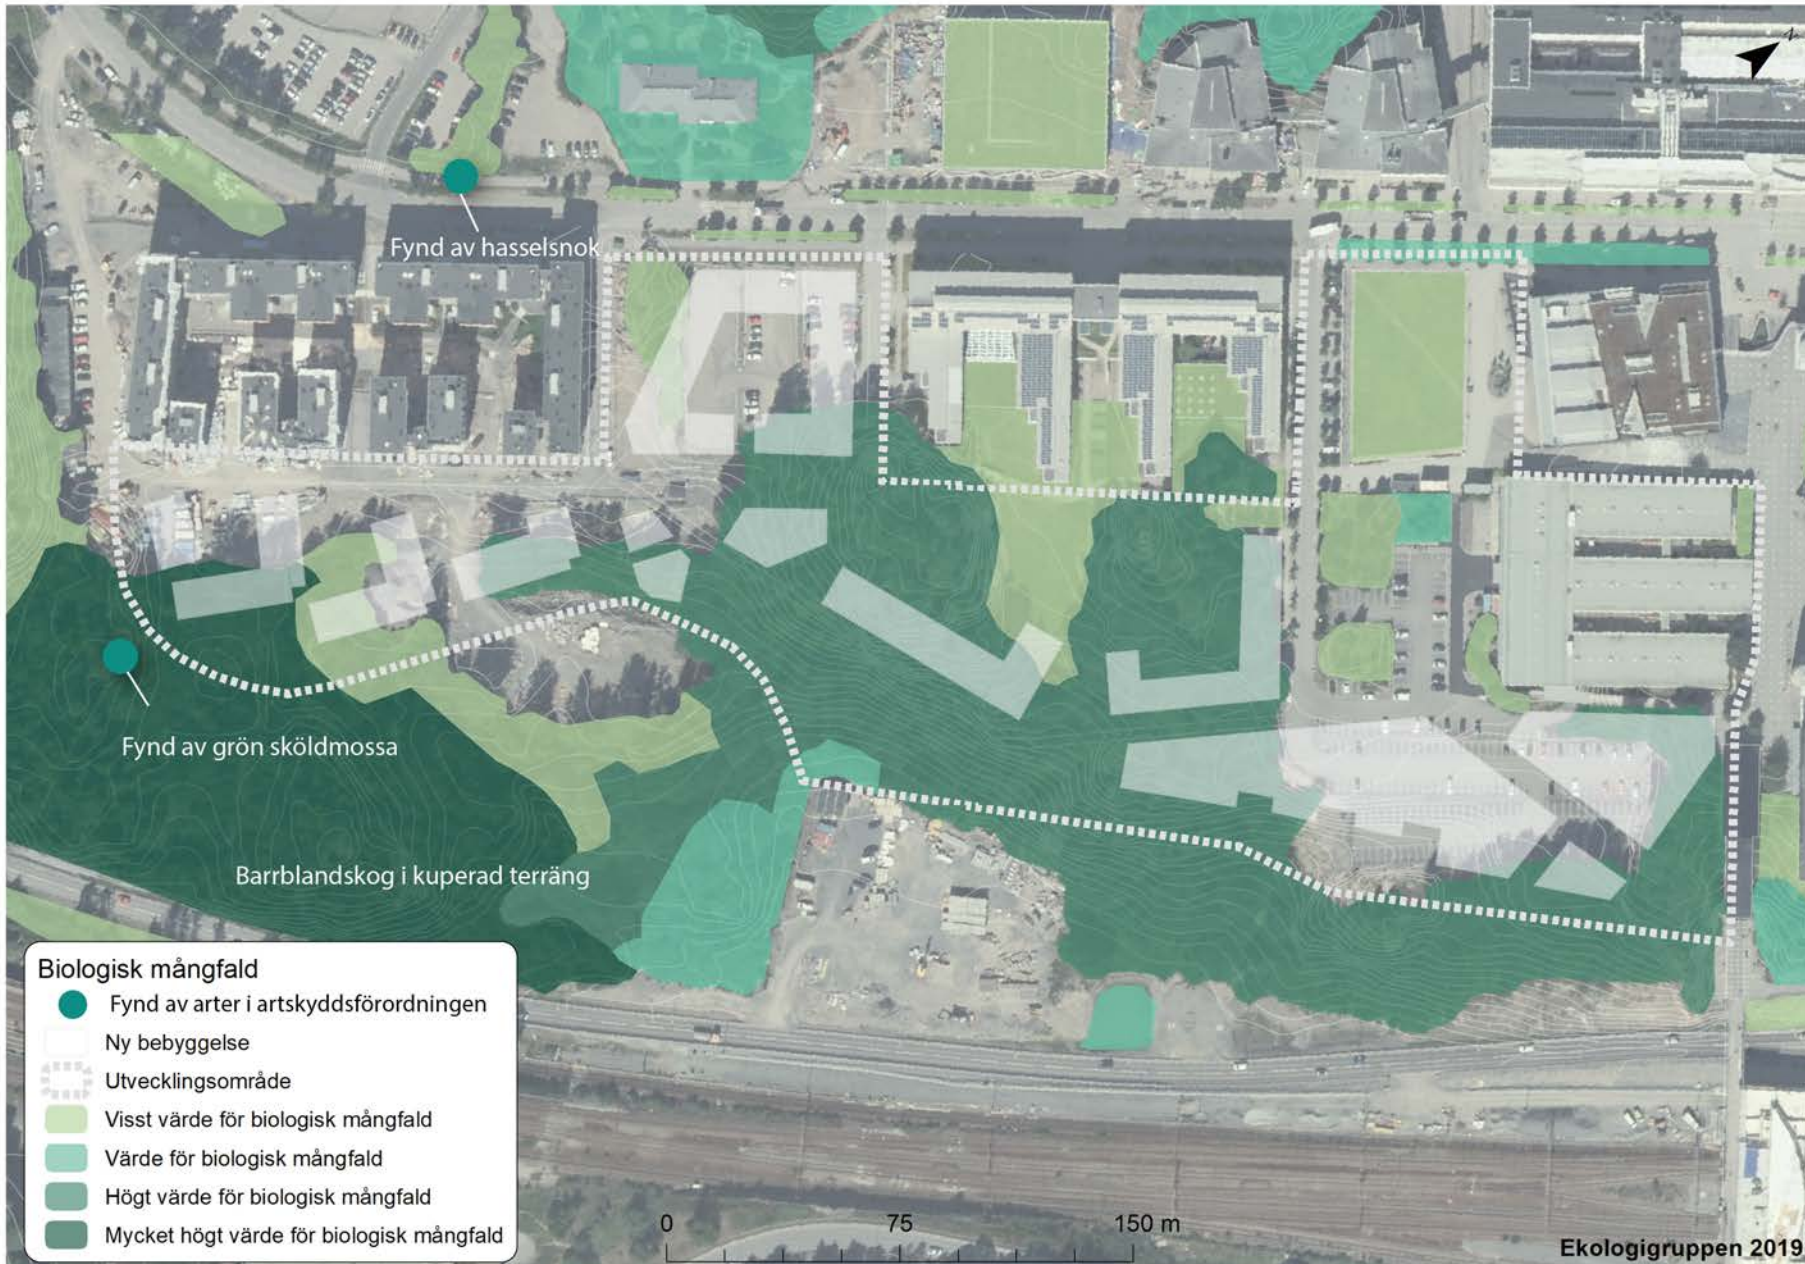 N
Fynd av hasselsnok
Fynd av grön sköldmossa
Barrblandskog i kuperad terräng
Biologisk mångfald
Fynd av arter i artskyddsförordningen
Ny bebyggelse
Utvecklingsområde
Visst värde för biologisk mångfald
Värde för biologisk mångfald
Högt värde för biologisk mångfald
Mycket högt värde för biologisk mångfald
0 75 150 m
Ekologigruppen 2019